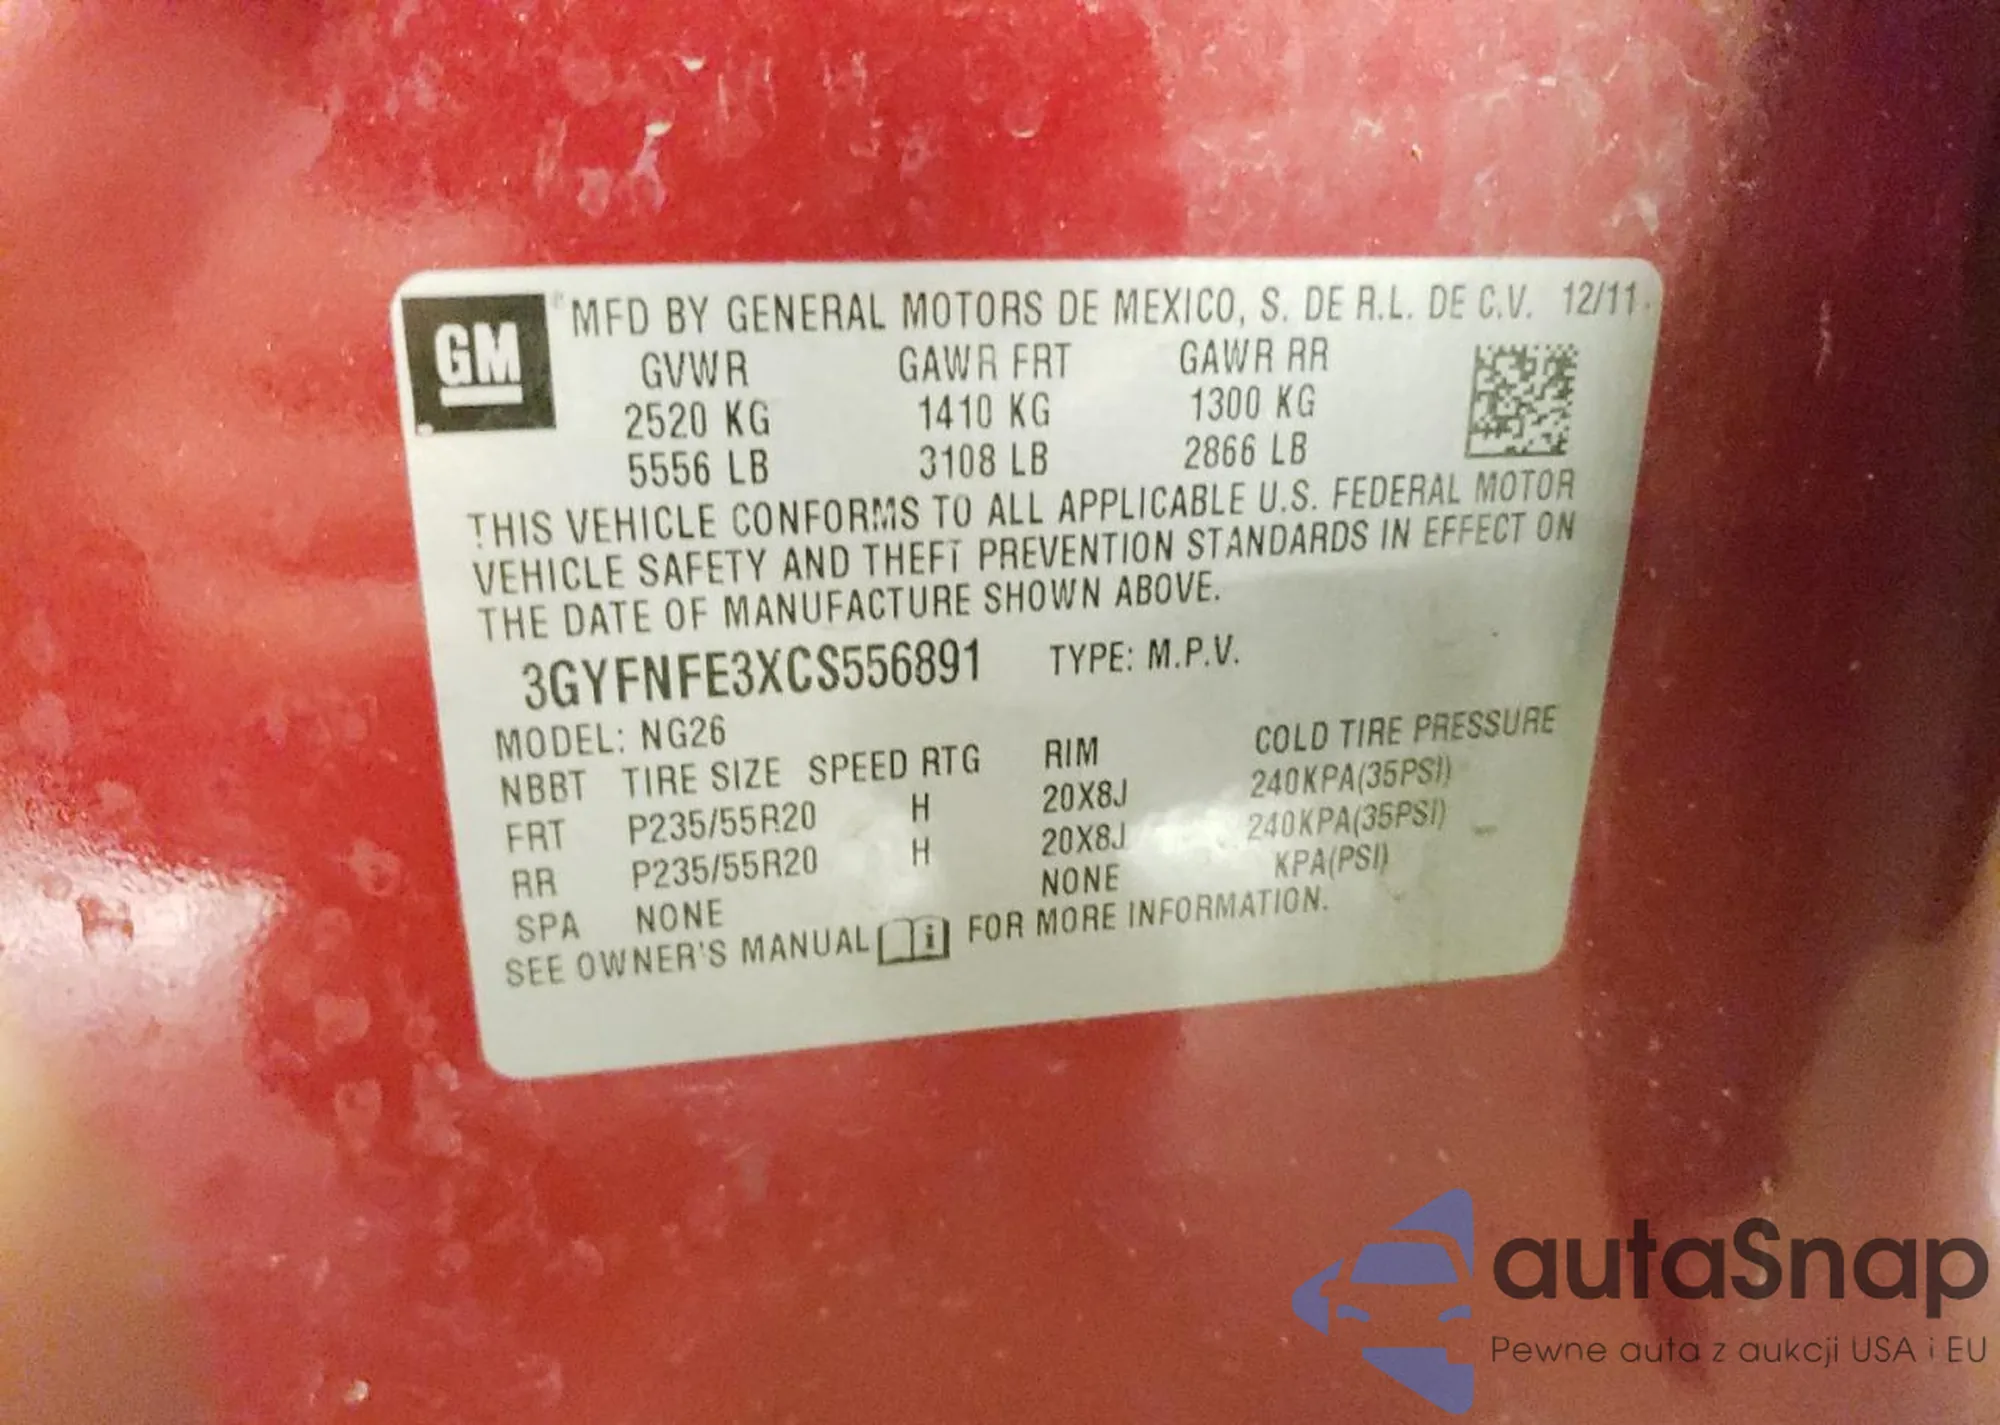 GM
MFD BY GENERAL MOTORS DE MEXICO, S. DE R.L. DE C.V. 12/11
GVWR GAWR FRT GAWR RR
2520 KG 1410 KG 1300 KG
5556 LB 3108 LB 2866 LB
THIS VEHICLE CONFORMS TO ALL APPLICABLE U.S. FEDERAL MOTOR
VEHICLE SAFETY AND THEFT PREVENTION STANDARDS IN EFFECT ON
THE DATE OF MANUFACTURE SHOWN ABOVE.
3GYFNFE3XCS556891 TYPE: M.P.V.
MODEL: NG26
NBBT TIRE SIZE SPEED RTG RIM COLD TIRE PRESSURE
FRT P235/55R20 H 20X8J 240KPA(35PSI)
RR P235/55R20 H 20X8J 240KPA(35PSI)
SPA NONE NONE KPA(PSI)
SEE OWNER'S MANUAL i FOR MORE INFORMATION.
autaSnap
Pewne auta z aukcji USA i EU